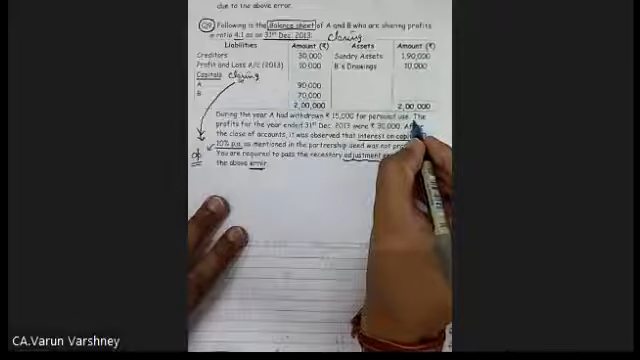 due to the above error.
Q9 Following is the Balance sheet of A and B who are sharing profits
in ratio 4:1 as on 31st Dec. 2013: Closing
Liabilities Amount (₹) Assets Amount (₹)
Creditors 30,000 Sundry Assets 1,90,000
Profit and Loss A/C (2013) 10,000 B's Drawings 10,000
Capitals closing
A 90,000
B 70,000
2,00,000 2,00,000
During the year A had withdrawn ₹ 15,000 for personal use. The
profits for the year ended 31st Dec. 2013 were ₹ 30,000. After
the close of accounts, it was observed that interest on capital
op 10% p.a as mentioned in the partnership deed was not
You are required to pass the necessary adjustment
the above error.
CA.Varun Varshney